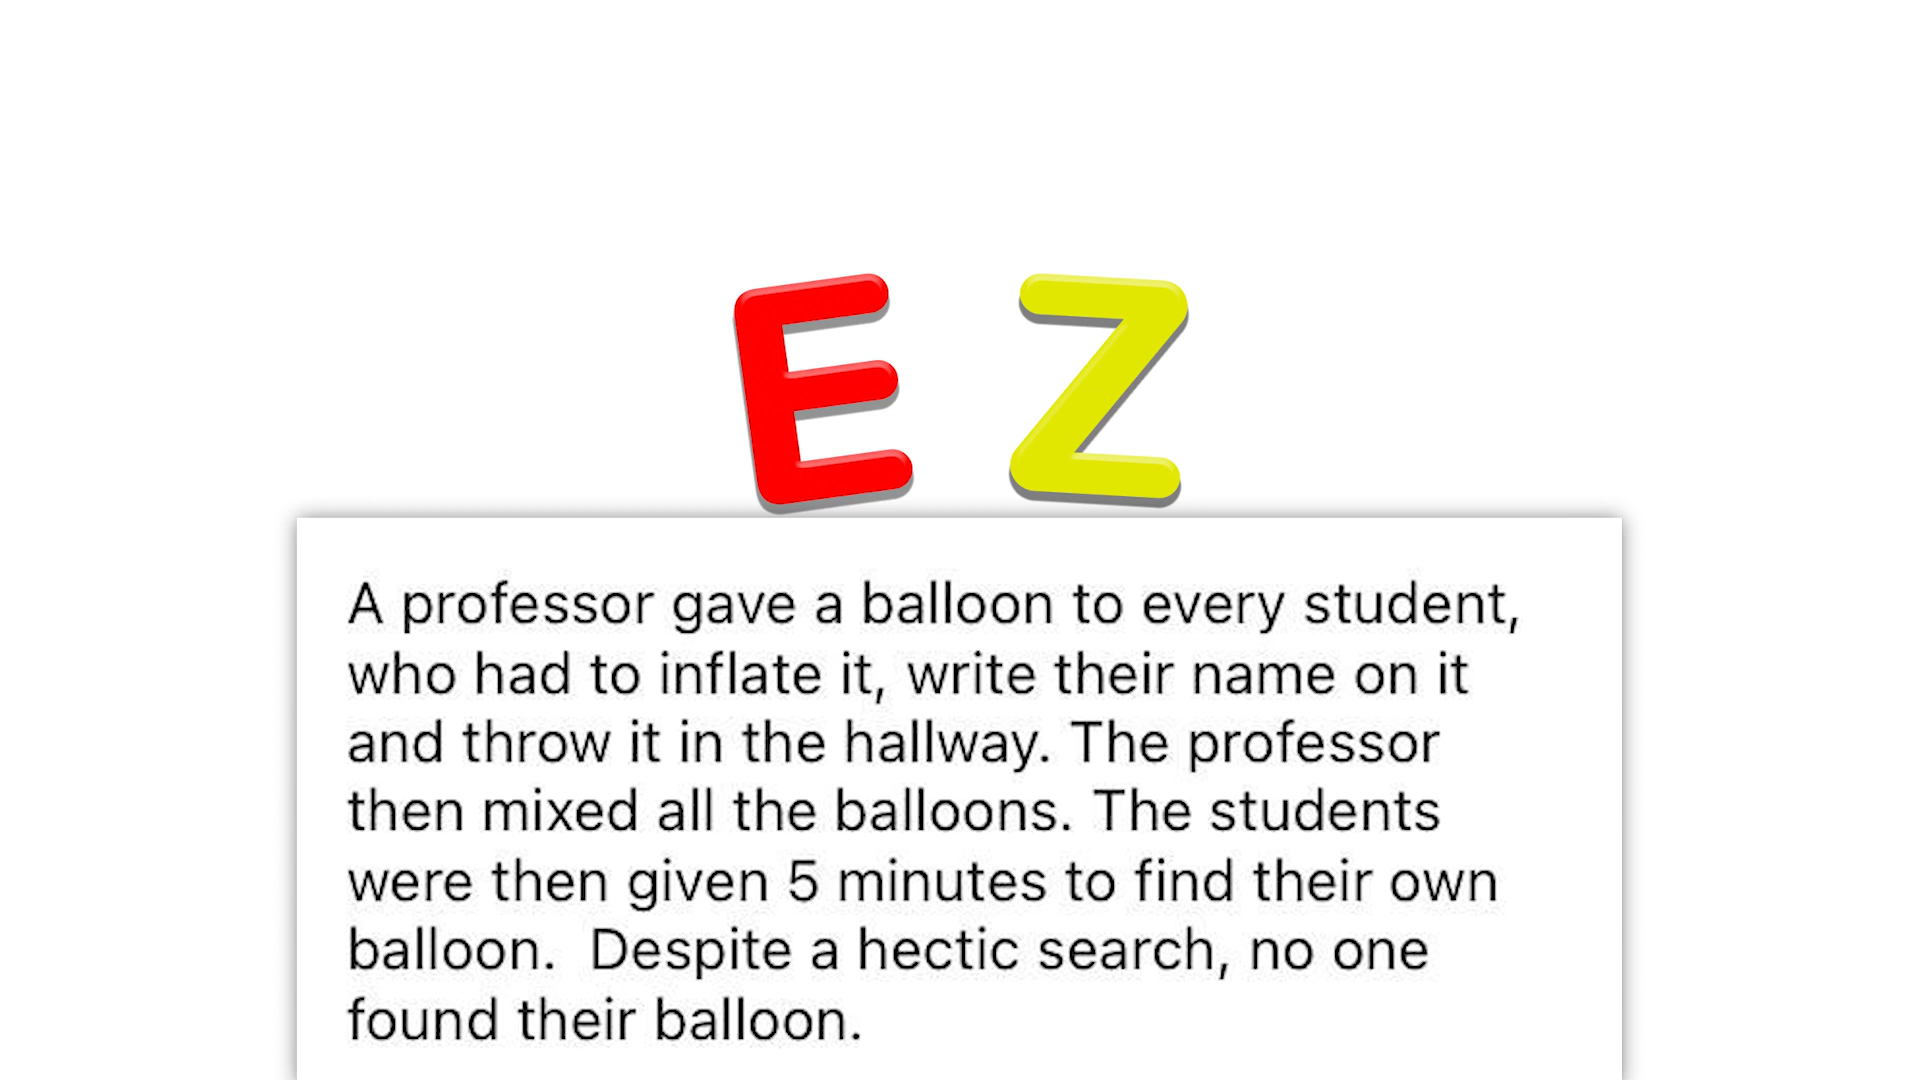 E Z
A professor gave a balloon to every student,
who had to inflate it, write their name on it
and throw it in the hallway. The professor
then mixed all the balloons. The students
were then given 5 minutes to find their own
balloon.  Despite a hectic search, no one
found their balloon.